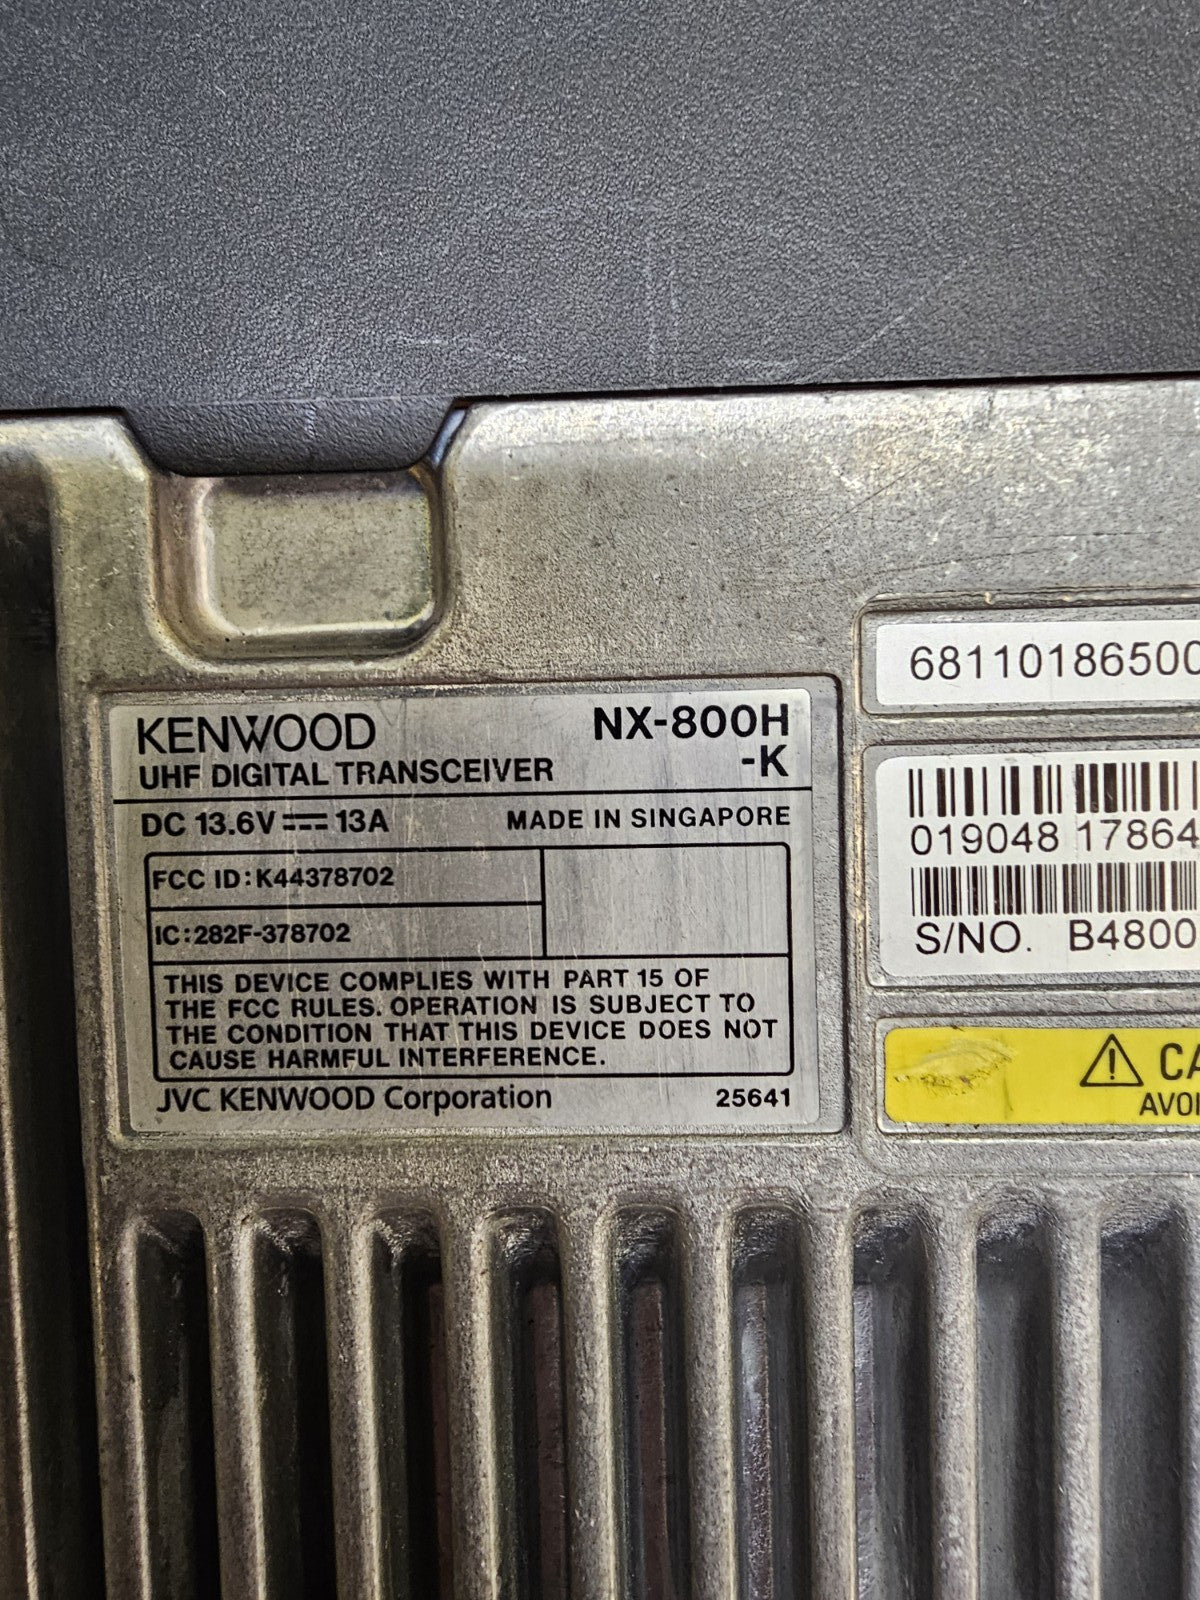 KENWOOD
NX-800H
UHF DIGITAL TRANSCEIVER
-K
DC 13.6V 13A
MADE IN SINGAPORE
FCC ID:K44378702
IC:282F-378702
THIS DEVICE COMPLIES WITH PART 15 OF
THE FCC RULES. OPERATION IS SUBJECT TO
THE CONDITION THAT THIS DEVICE DOES NOT
CAUSE HARMFUL INTERFERENCE.
JVC KENWOOD Corporation
25641
68110186500
019048 17864
S/NO. B4800
CA
AVOI